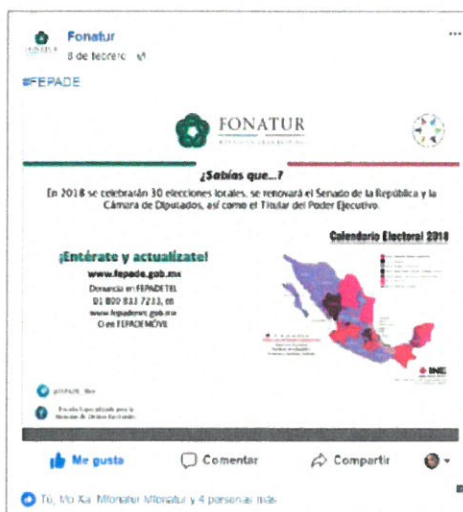 Fonatur
8 de febrero
#FEPADE
FONATUR
¿Sabías que...?
En 2018 se celebrarán 30 elecciones locales, se renovará el Senado de la República y la
Cámara de Diputados, así como el Titular del Poder Ejecutivo.
Calendario Electoral 2018
¡Entérate y actualízate!
www.fepade.gob.mx
Denuncia en FEPADETEL
01 800 833 7233, en
www.fepadenet.gob.mx
O en FEPADEMÓVIL
INE
Me gusta
Comentar
Compartir
Tú, Mo Xa, Mfonatur Mfonatur y 4 personas más